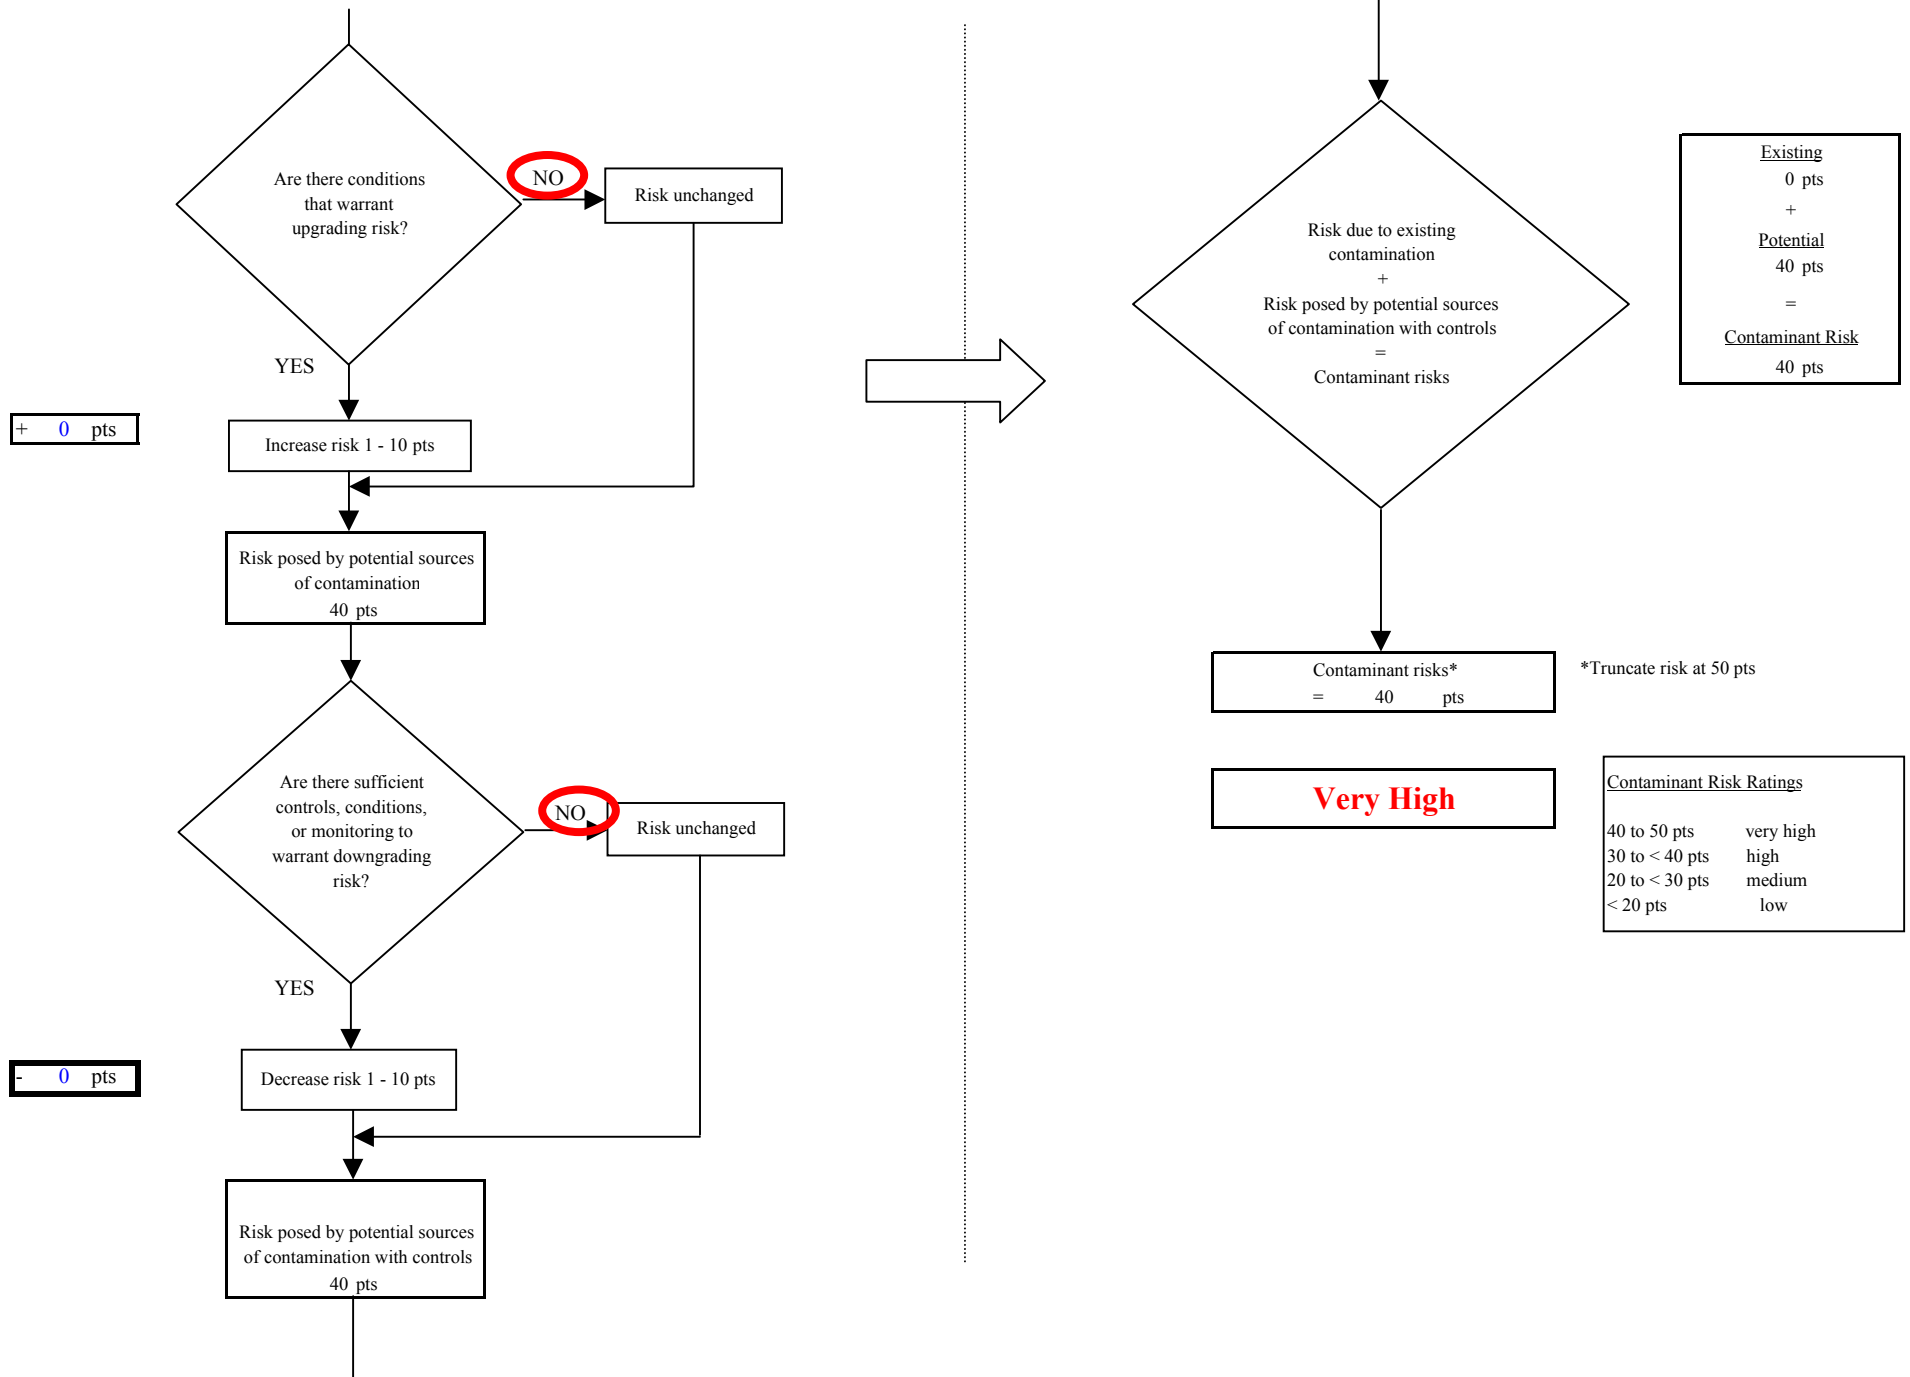 Are there conditions
that warrant
upgrading risk?
NO
Risk unchanged
YES
+ 0 pts
Increase risk 1 - 10 pts
Risk posed by potential sources
of contamination
40 pts
Are there sufficient
controls, conditions,
or monitoring to
warrant downgrading
risk?
NO
Risk unchanged
YES
- 0 pts
Decrease risk 1 - 10 pts
Risk posed by potential sources
of contamination with controls
40 pts
Risk due to existing
contamination
+
Risk posed by potential sources
of contamination with controls
=
Contaminant risks
Existing
0 pts
+
Potential
40 pts
=
Contaminant Risk
40 pts
Contaminant risks*
= 40 pts
*Truncate risk at 50 pts
Very High
Contaminant Risk Ratings
40 to 50 pts very high
30 to < 40 pts high
20 to < 30 pts medium
< 20 pts low